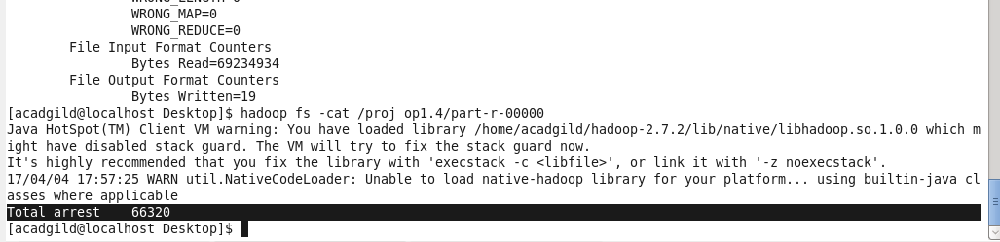 WRONG_MAP=0
WRONG_REDUCE=0
File Input Format Counters
Bytes Read=69234934
File Output Format Counters
Bytes Written=19
[acadgild@localhost Desktop]$ hadoop fs -cat /proj_op1.4/part-r-00000
Java HotSpot(TM) Client VM warning: You have loaded library /home/acadgild/hadoop-2.7.2/lib/native/libhadoop.so.1.0.0 which m
ight have disabled stack guard. The VM will try to fix the stack guard now.
It's highly recommended that you fix the library with 'execstack -c <libfile>', or link it with '-z noexecstack'.
17/04/04 17:57:25 WARN util.NativeCodeLoader: Unable to load native-hadoop library for your platform... using builtin-java cl
asses where applicable
Total arrest    66320
[acadgild@localhost Desktop]$